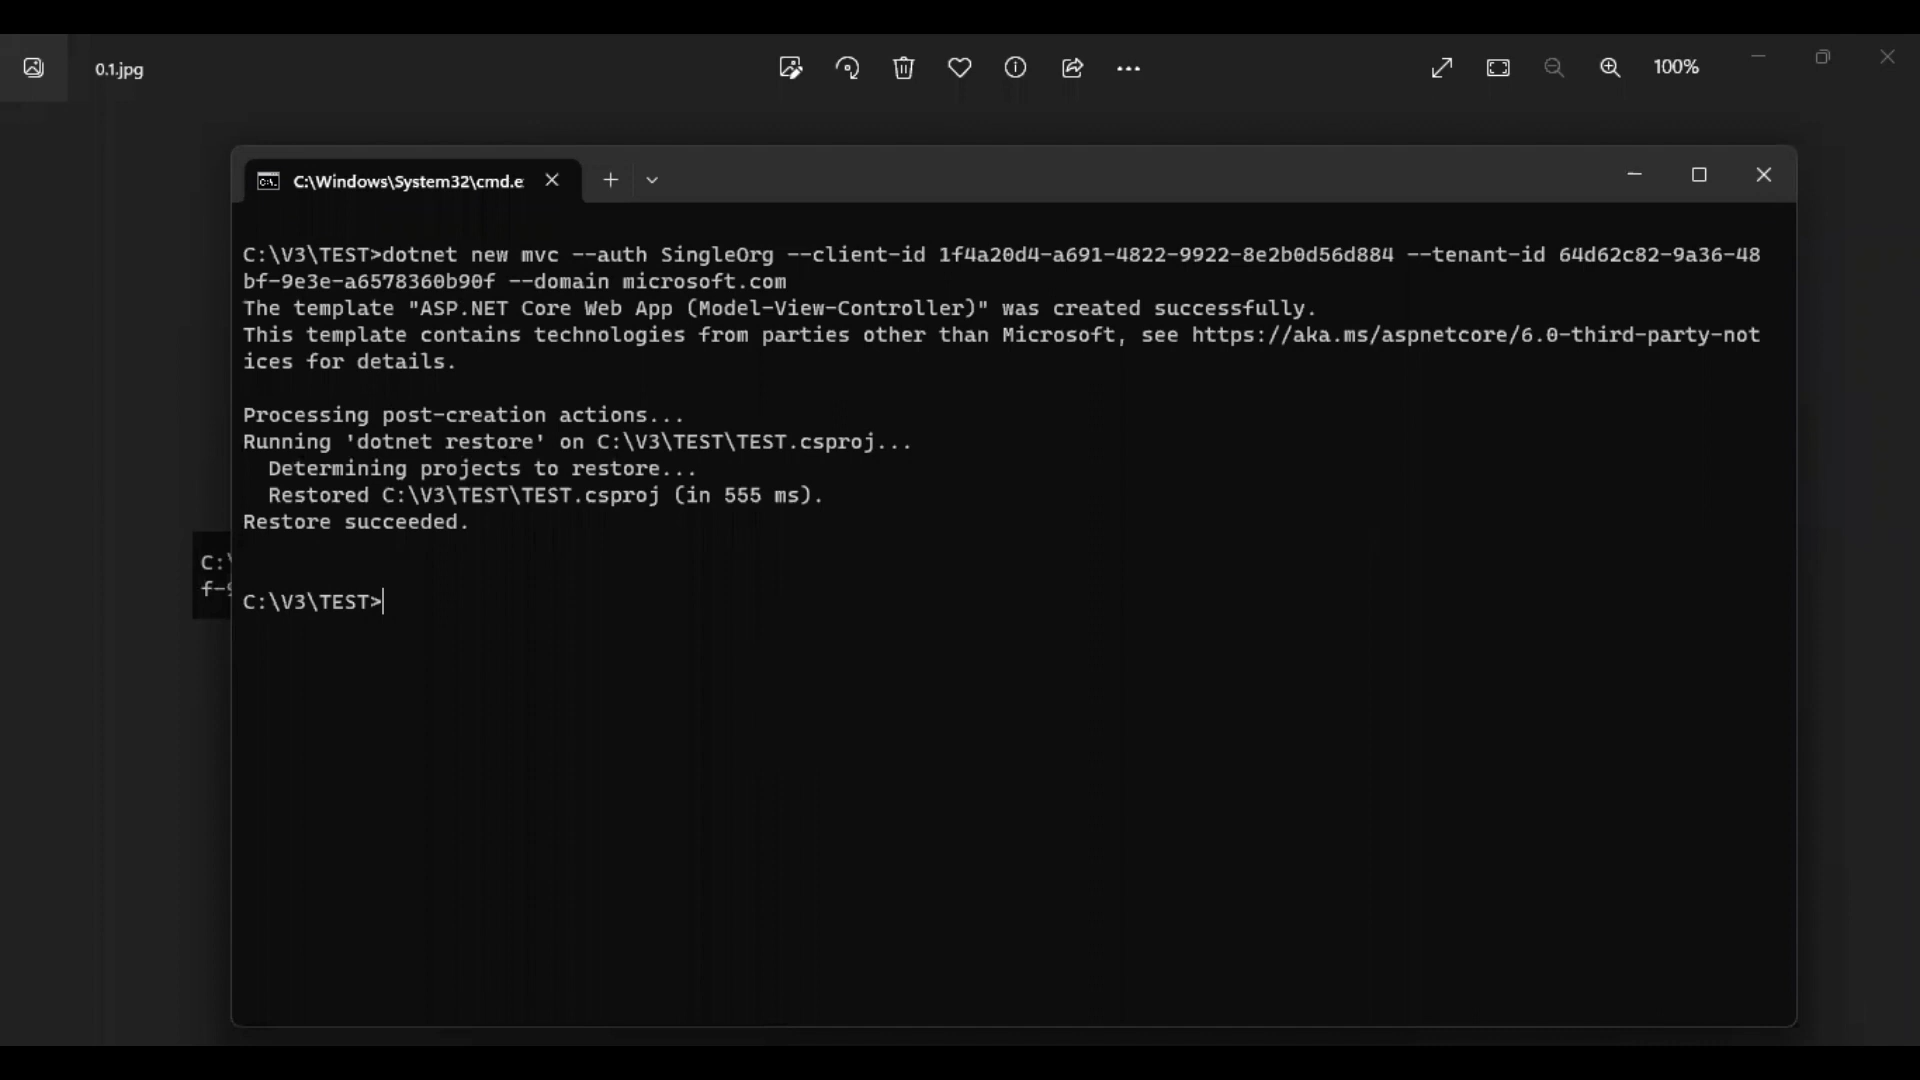 0.1.jpg
100%
C:\Windows\System32\cmd.e
C:\V3\TEST>dotnet new mvc --auth SingleOrg --client-id 1f4a20d4-a691-4822-9922-8e2b0d56d884 --tenant-id 64d62c82-9a36-48
bf-9e3e-a6578360b90f --domain microsoft.com
The template "ASP.NET Core Web App (Model-View-Controller)" was created successfully.
This template contains technologies from parties other than Microsoft, see https://aka.ms/aspnetcore/6.0-third-party-not
ices for details.
Processing post-creation actions...
Running 'dotnet restore' on C:\V3\TEST\TEST.csproj...
Determining projects to restore...
Restored C:\V3\TEST\TEST.csproj (in 555 ms).
Restore succeeded.
C:\
f-9
C:\V3\TEST>